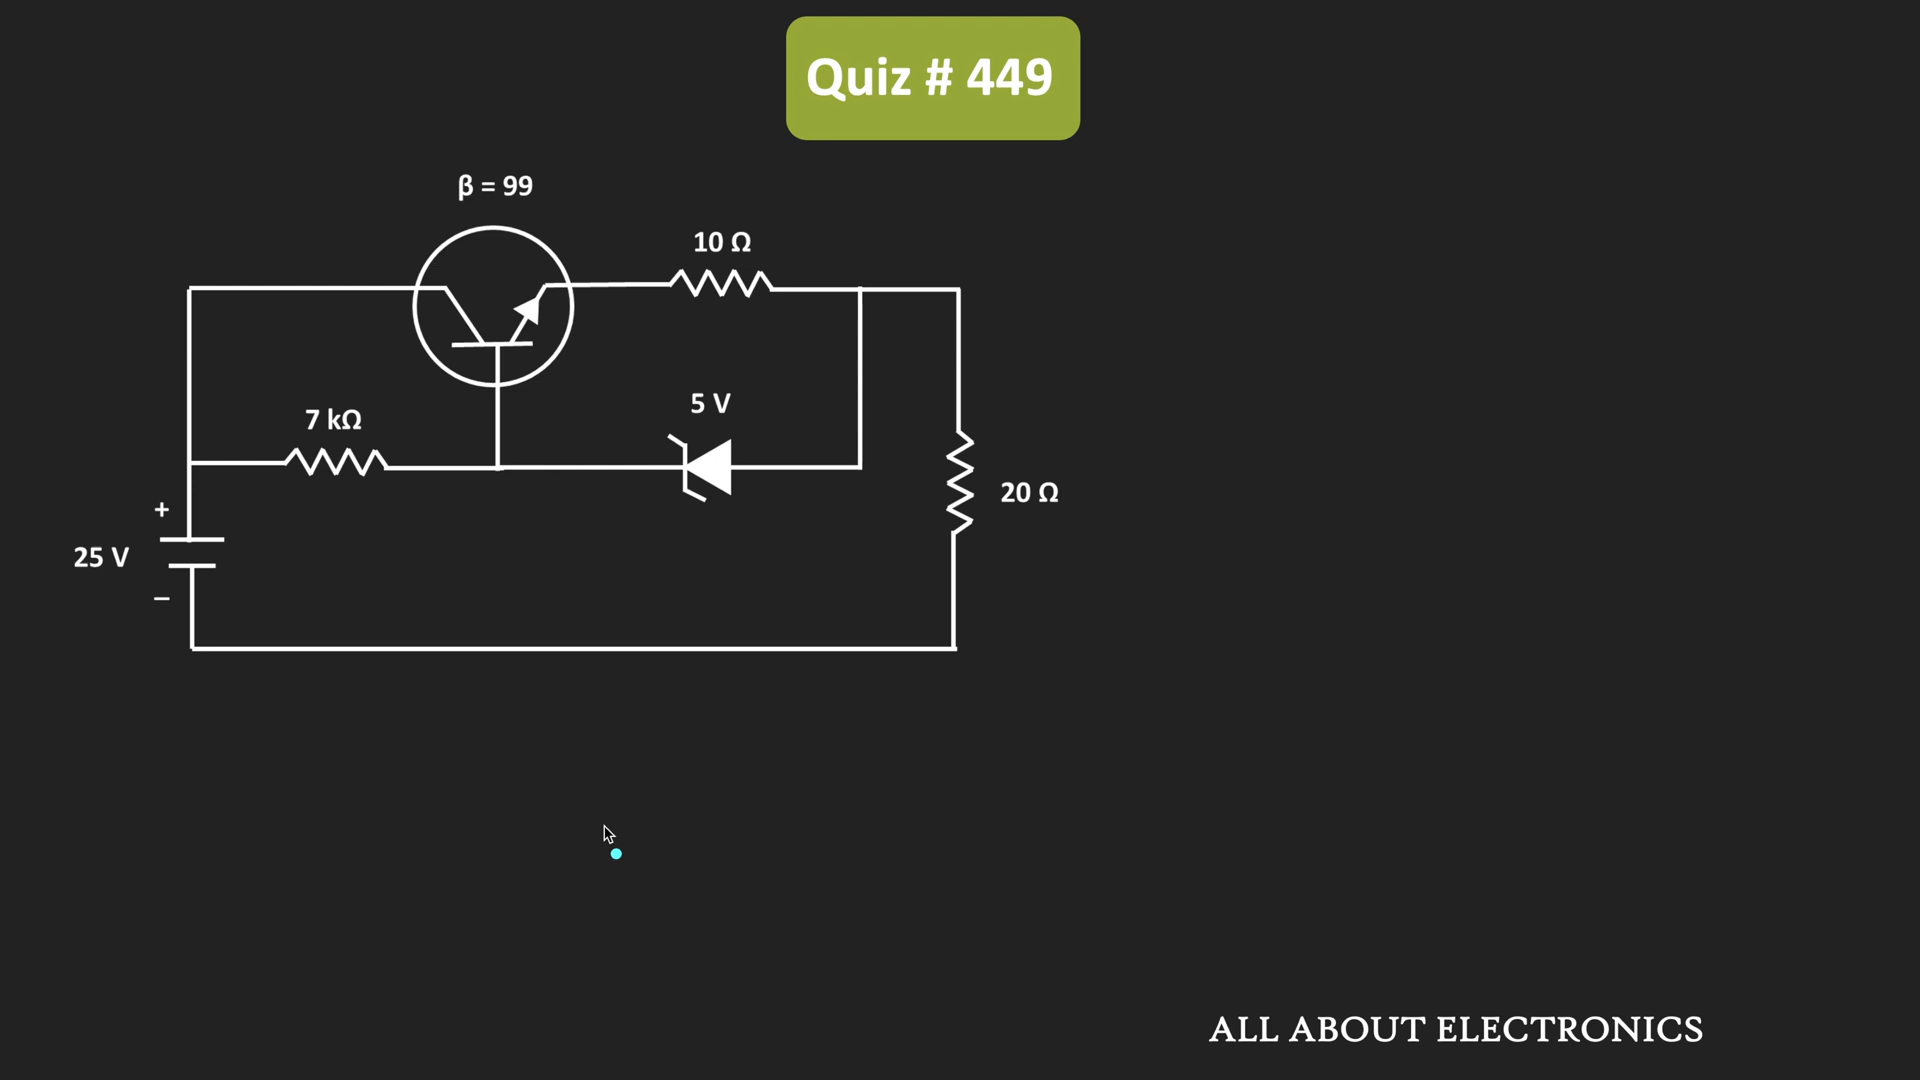 Quiz # 449
β = 99
10 Ω
5 V
7 kΩ
20 Ω
+
25 V
–
ALL ABOUT ELECTRONICS